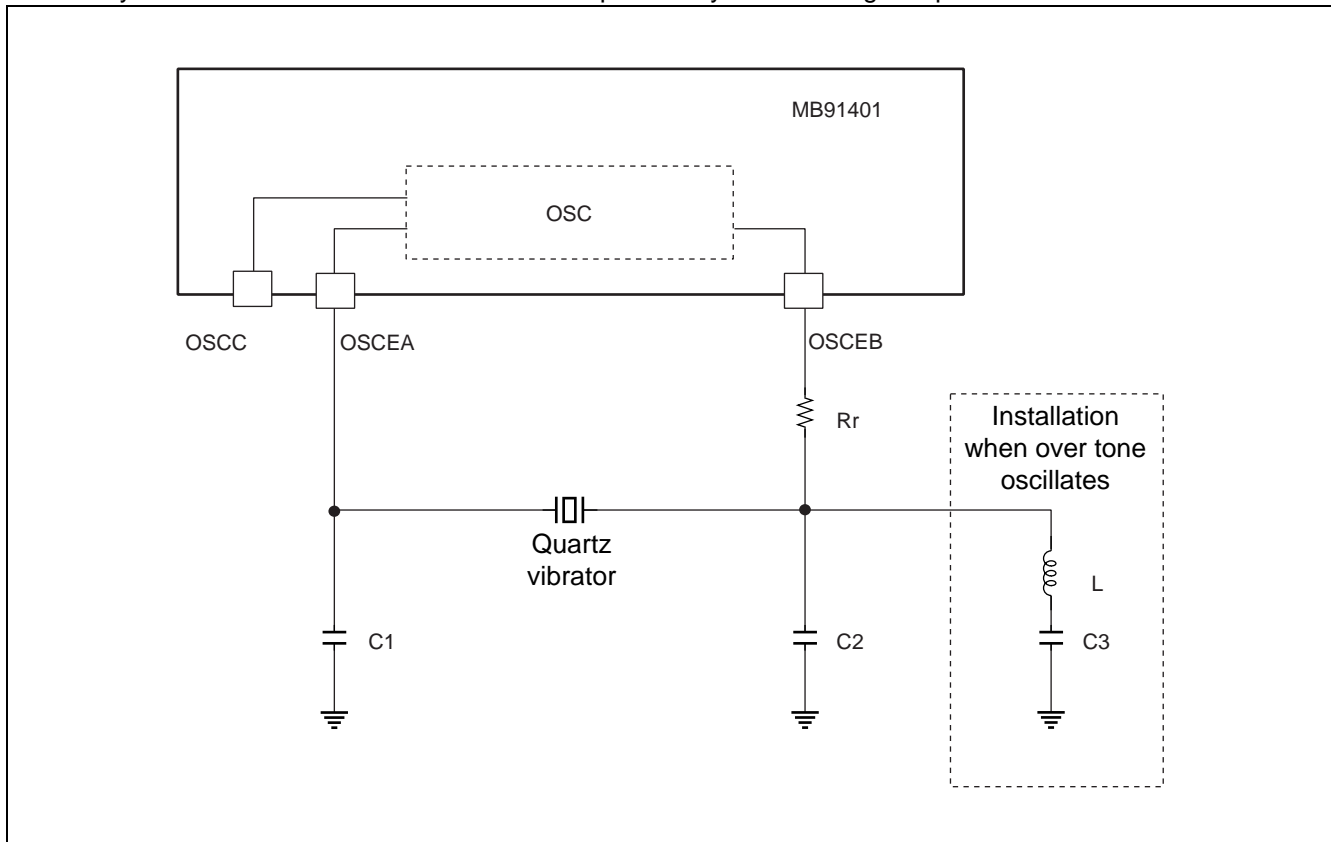 MB91401
OSC
OSCC
OSCEA
OSCEB
Rr
Installation
when over tone
oscillates
Quartz
vibrator
L
C1
C2
C3